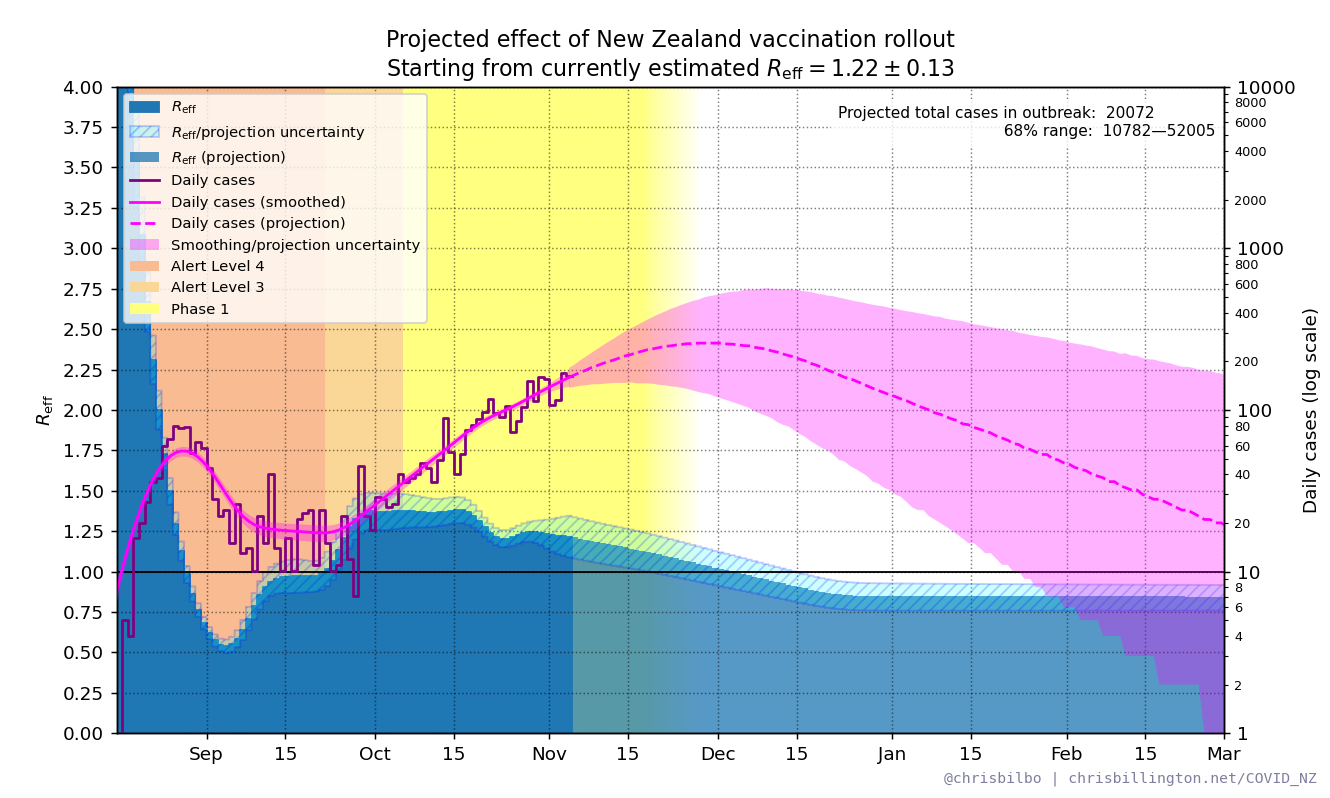 Projected effect of New Zealand vaccination rollout
Starting from currently estimated R_eff = 1.22 ± 0.13
Projected total cases in outbreak: 20072
68% range: 10782—52005
R_eff
R_eff/projection uncertainty
R_eff (projection)
Daily cases
Daily cases (smoothed)
Daily cases (projection)
Smoothing/projection uncertainty
Alert Level 4
Alert Level 3
Phase 1
R_eff
4.00
3.75
3.50
3.25
3.00
2.75
2.50
2.25
2.00
1.75
1.50
1.25
1.00
0.75
0.50
0.25
0.00
10000
8000
6000
4000
2000
1000
800
600
400
200
100
80
60
40
20
10
8
6
4
2
1
Daily cases (log scale)
Sep 15 Oct 15 Nov 15 Dec 15 Jan 15 Feb 15 Mar
@chrisbilbo | chrisbillington.net/COVID_NZ